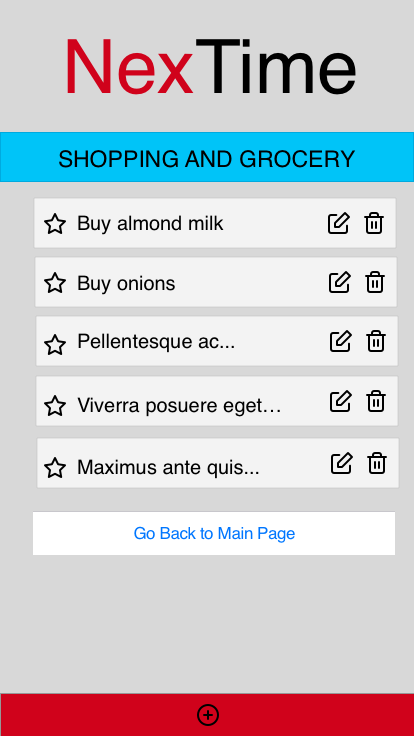 NexTime
SHOPPING AND GROCERY
Buy almond milk
Buy onions
Pellentesque ac...
Viverra posuere eget...
Maximus ante quis...
Go Back to Main Page